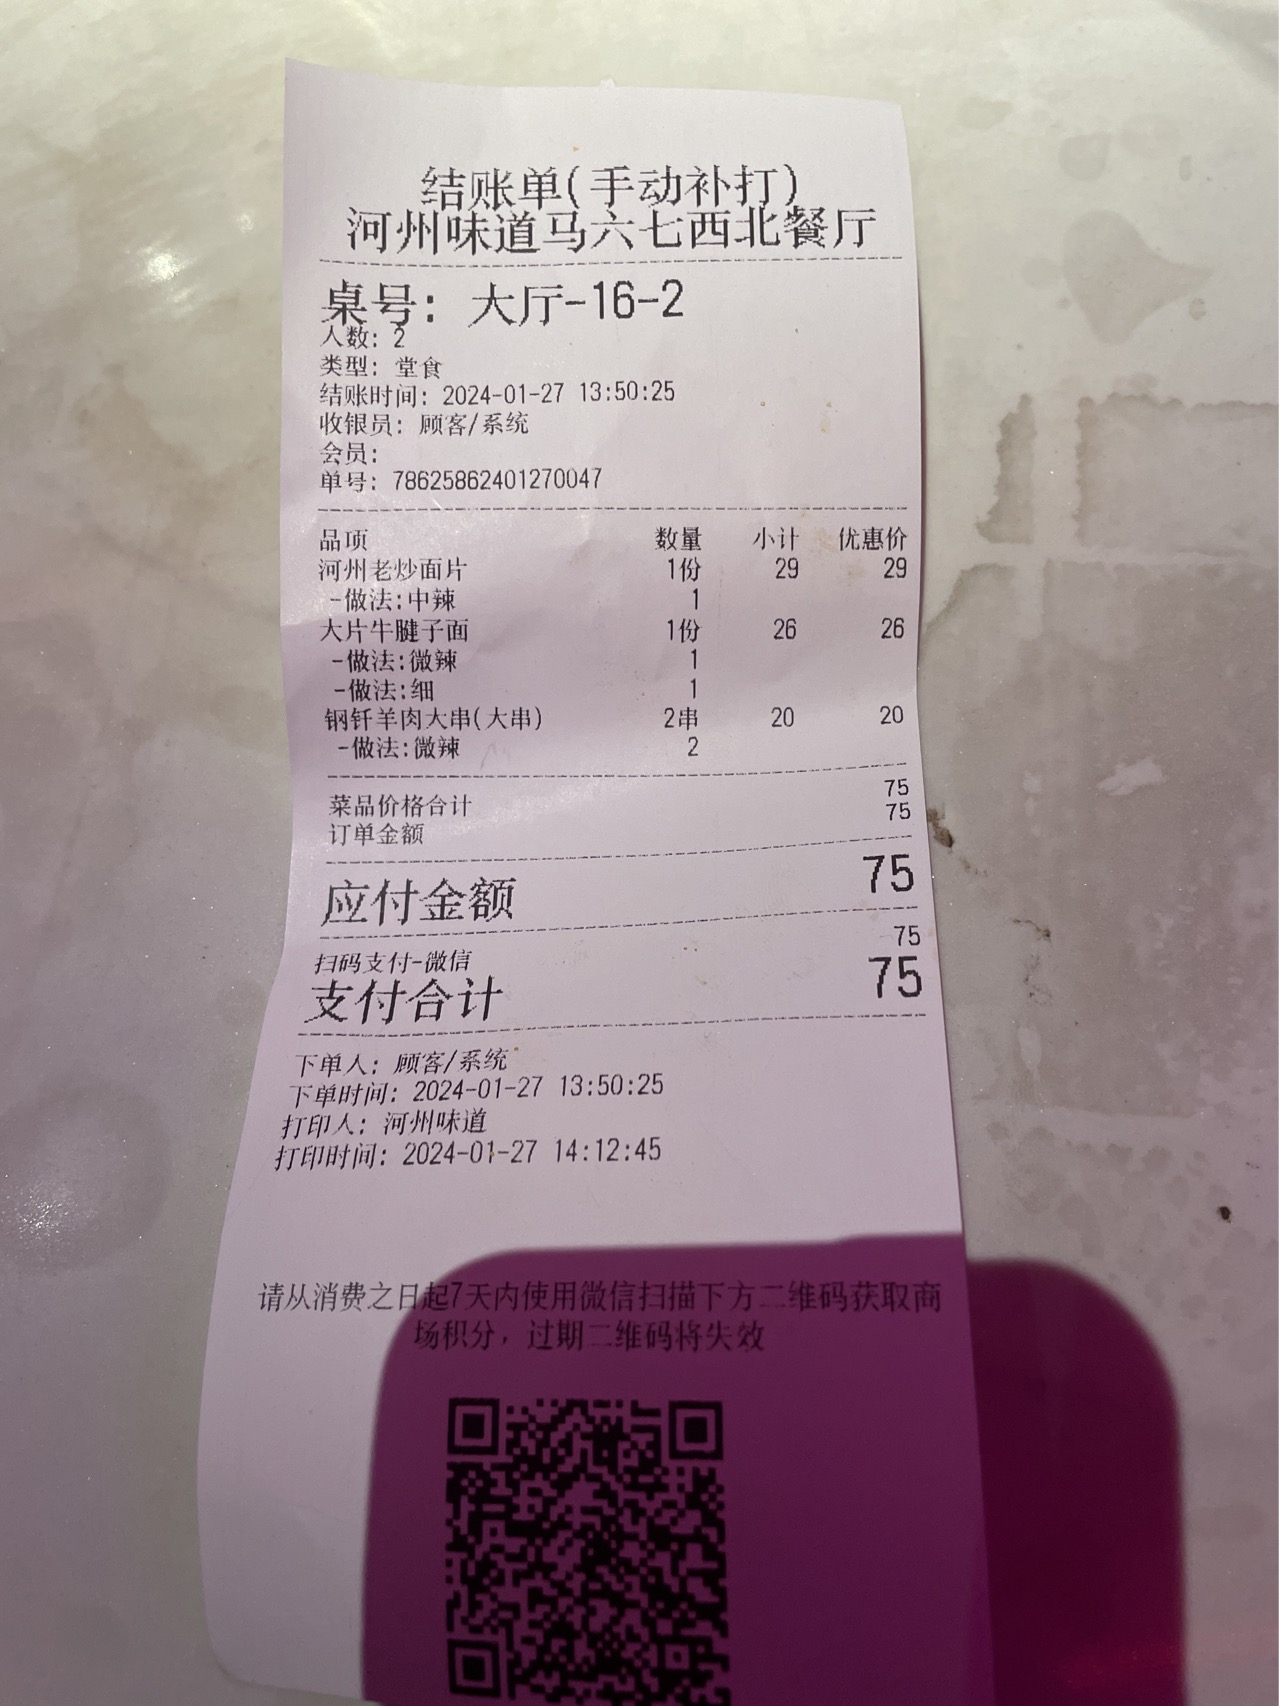 结账单(手动补打)
河州味道马六七西北餐厅
桌号: 大厅-16-2
人数: 2
类型: 堂食
结账时间: 2024-01-27 13:50:25
收银员: 顾客/系统
会员:
单号: 78625862401270047
品项 数量 小计 优惠价
河州老炒面片 1份 29 29
-做法:中辣 1
大片牛腱子面 1份 26 26
-做法:微辣 1
-做法:细 1
钢钎羊肉大串(大串) 2串 20 20
-做法:微辣 2
菜品价格合计 75
订单金额 75
应付金额 75
扫码支付-微信 75
支付合计 75
下单人: 顾客/系统
下单时间: 2024-01-27 13:50:25
打印人: 河州味道
打印时间: 2024-01-27 14:12:45
请从消费之日起7天内使用微信扫描下方二维码获取商
场积分，过期二维码将失效